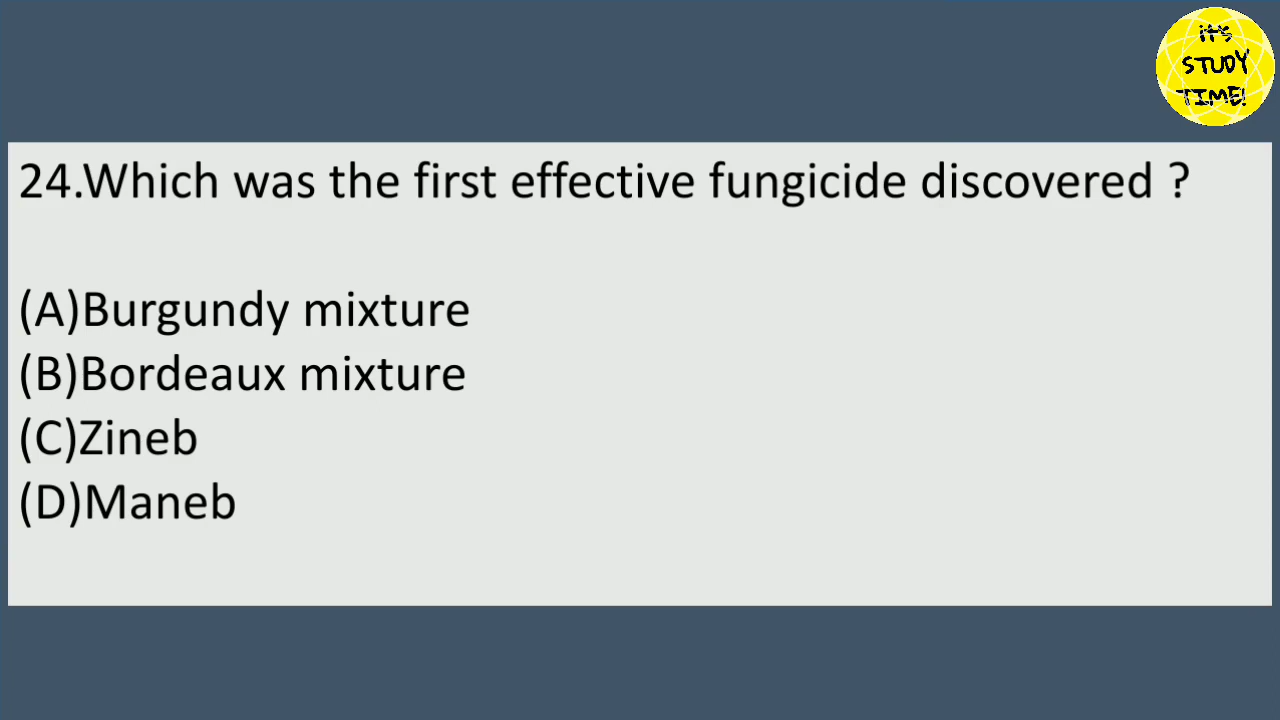 iT'S
STUDY
TIME!
24.Which was the first effective fungicide discovered ?
(A)Burgundy mixture
(B)Bordeaux mixture
(C)Zineb
(D)Maneb